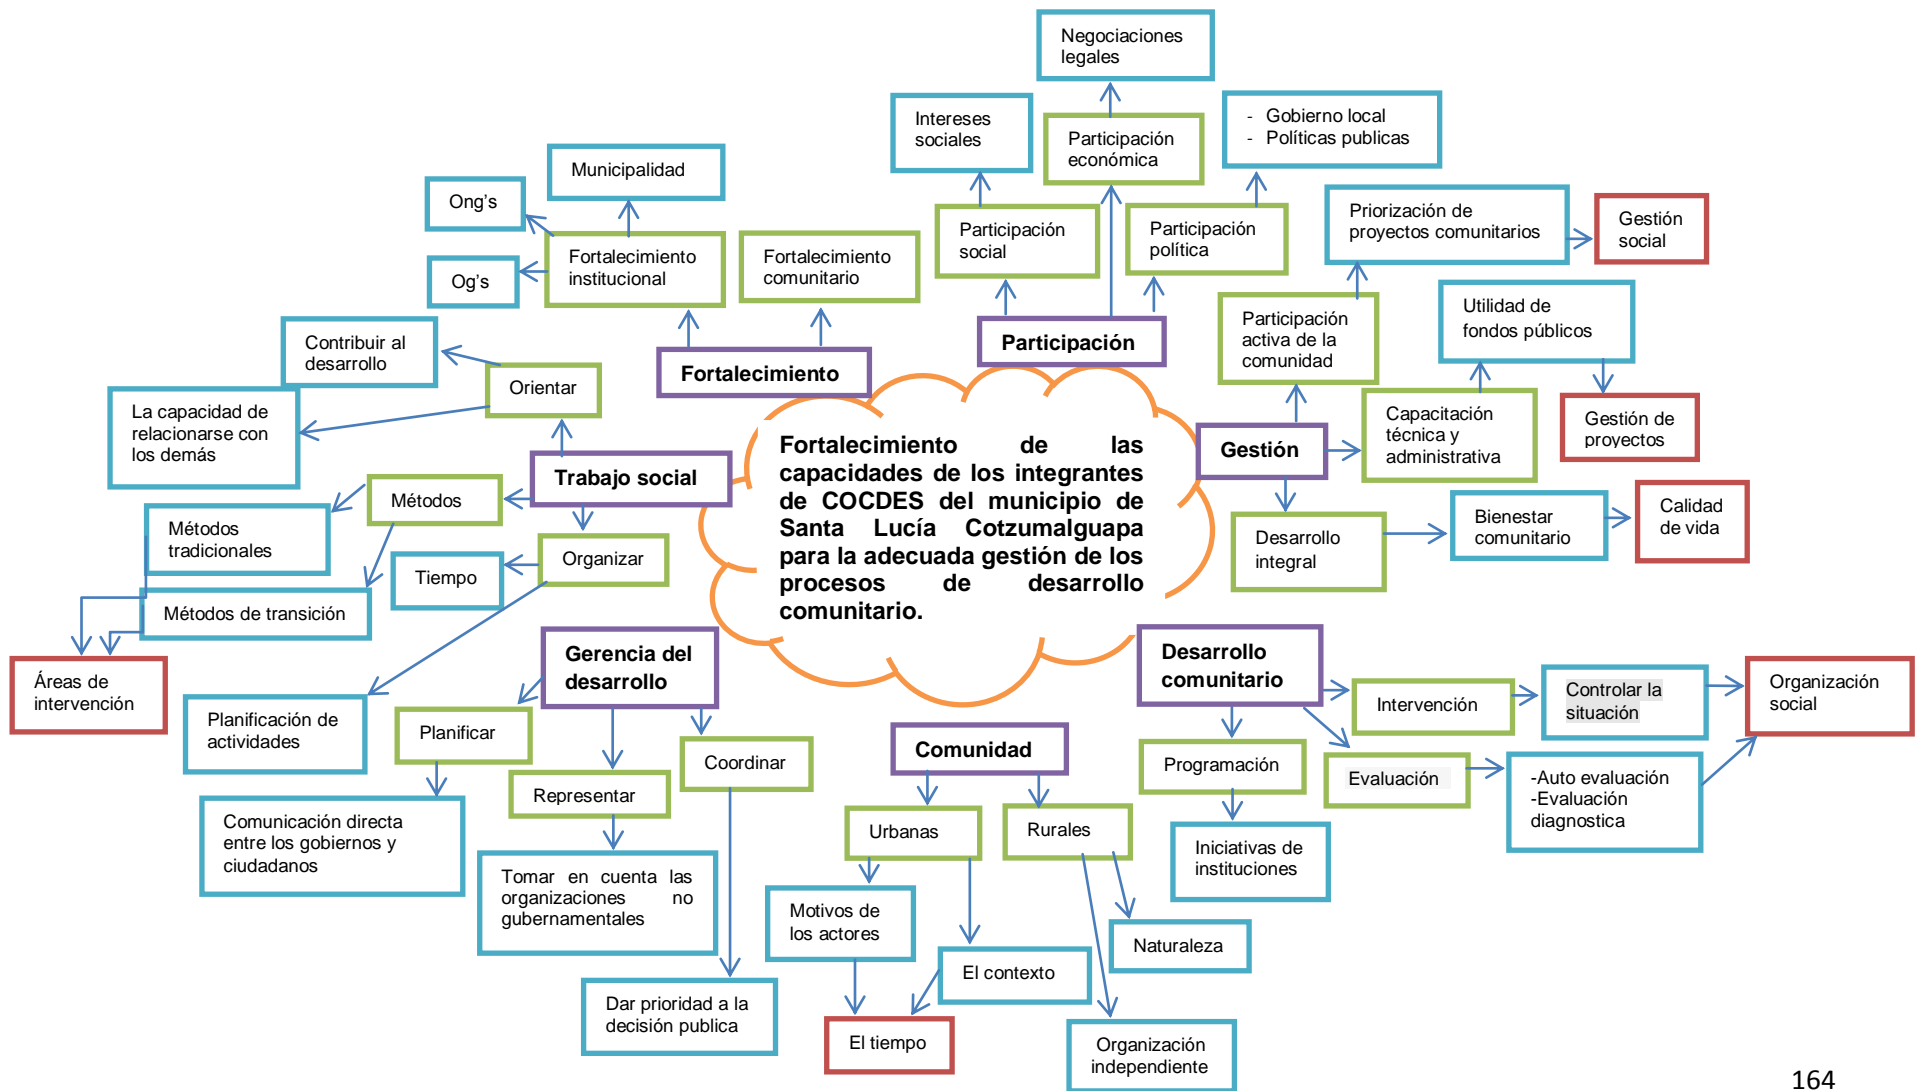 Negociaciones
legales
Intereses
sociales
Participación
económica
- Gobierno local
- Políticas publicas
Municipalidad
Ong's
Og's
Fortalecimiento
institucional
Fortalecimiento
comunitario
Participación
social
Participación
política
Priorización de
proyectos comunitarios
Gestión
social
Participación
activa de la
comunidad
Utilidad de
fondos públicos
Contribuir al
desarrollo
Orientar
Fortalecimiento
Participación
La capacidad de
relacionarse con
los demás
Capacitación
técnica y
administrativa
Gestión de
proyectos
Gestión
Trabajo social
Métodos
Métodos
tradicionales
Organizar
Tiempo
Métodos de transición
Áreas de
intervención
Fortalecimiento de las
capacidades de los integrantes
de COCDES del municipio de
Santa Lucía Cotzumalguapa
para la adecuada gestión de los
procesos de desarrollo
comunitario.
Desarrollo
integral
Bienestar
comunitario
Calidad
de vida
Gerencia del
desarrollo
Planificación de
actividades
Planificar
Coordinar
Representar
Comunicación directa
entre los gobiernos y
ciudadanos
Tomar en cuenta las
organizaciones no
gubernamentales
Dar prioridad a la
decisión publica
Comunidad
Urbanas
Rurales
Motivos de
los actores
El contexto
Naturaleza
El tiempo
Organización
independiente
Desarrollo
comunitario
Intervención
Controlar la
situación
Organización
social
Programación
Evaluación
-Auto evaluación
-Evaluación
diagnostica
Iniciativas de
instituciones
164